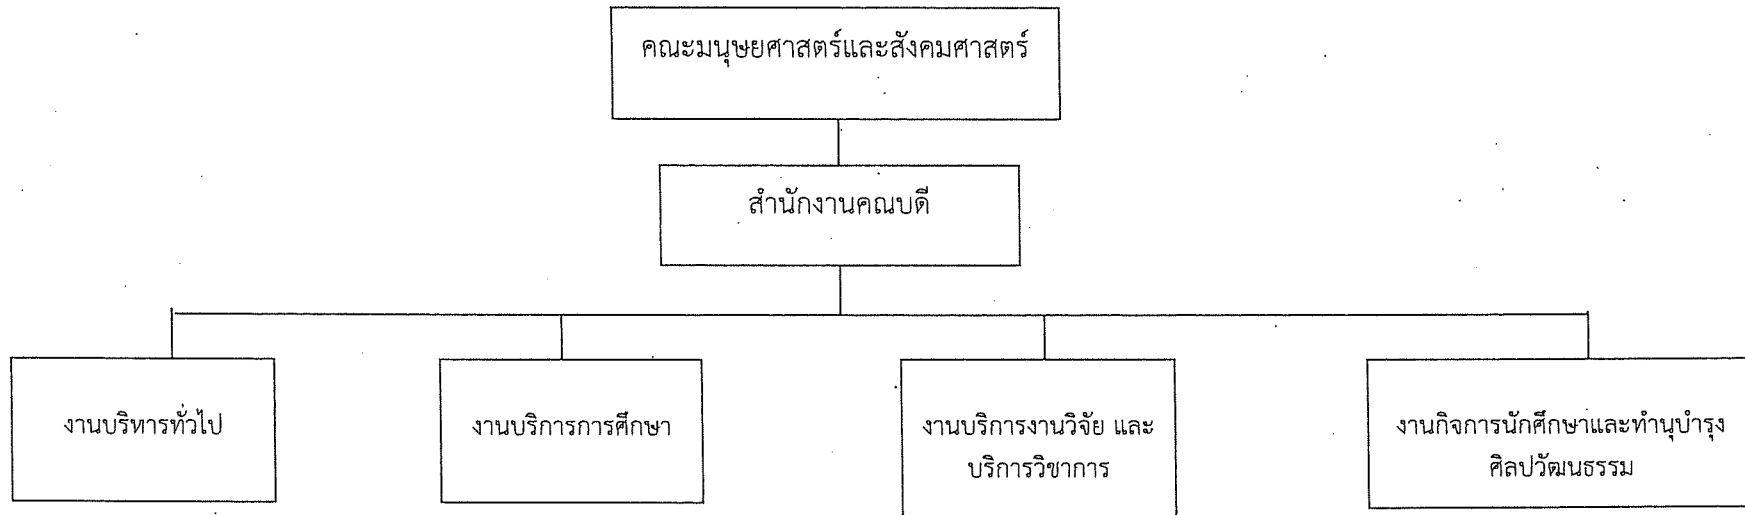 คณะมนุษยศาสตร์และสังคมศาสตร์
สำนักงานคณบดี
งานบริหารทั่วไป
งานบริการการศึกษา
งานบริการงานวิจัย และ
บริการวิชาการ
งานกิจการนักศึกษาและทำนุบำรุง
ศิลปวัฒนธรรม